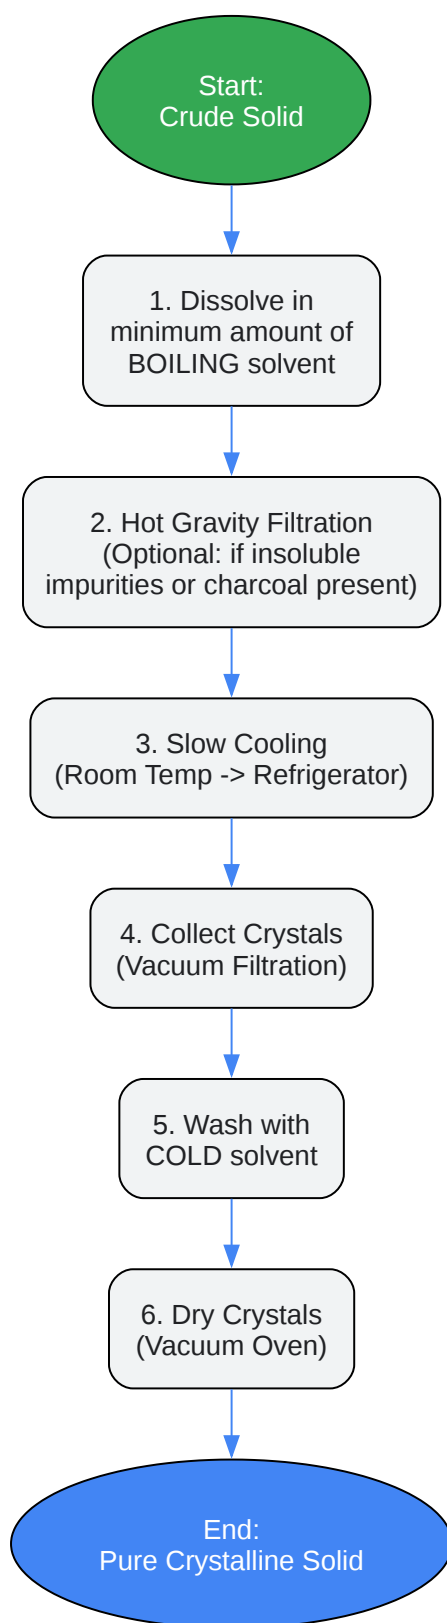 Start:
Crude Solid
1. Dissolve in
minimum amount of
BOILING solvent
2. Hot Gravity Filtration
(Optional: if insoluble
impurities or charcoal present)
3. Slow Cooling
(Room Temp -> Refrigerator)
4. Collect Crystals
(Vacuum Filtration)
5. Wash with
COLD solvent
6. Dry Crystals
(Vacuum Oven)
End:
Pure Crystalline Solid